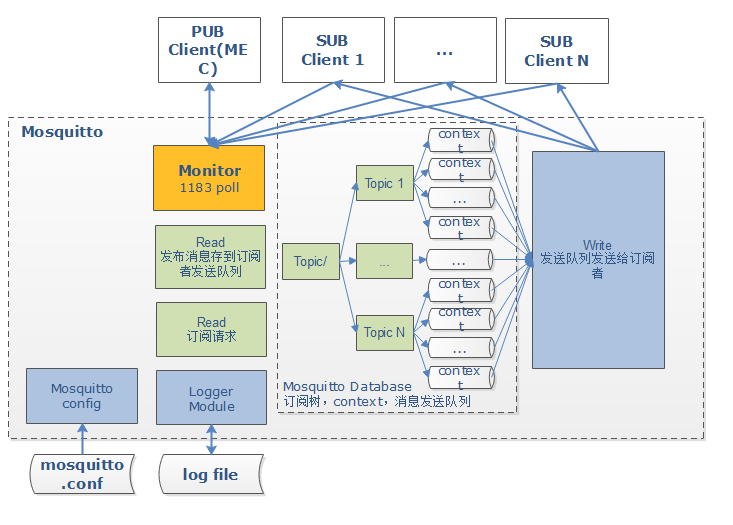 PUB
Client(ME
C)
SUB
Client 1
...
SUB
Client N
Mosquitto
Monitor
1183 poll
Read
发布消息存到订阅
者发送队列
Read
订阅请求
Mosquitto
config
Logger
Module
mosquitto
.conf
log file
Topic/
Topic 1
...
Topic N
contex
t
contex
t
...
contex
t
...
contex
t
contex
t
...
contex
t
Mosquitto Database
订阅树，context，消息发送队列
Write
发送队列发送给订阅
者